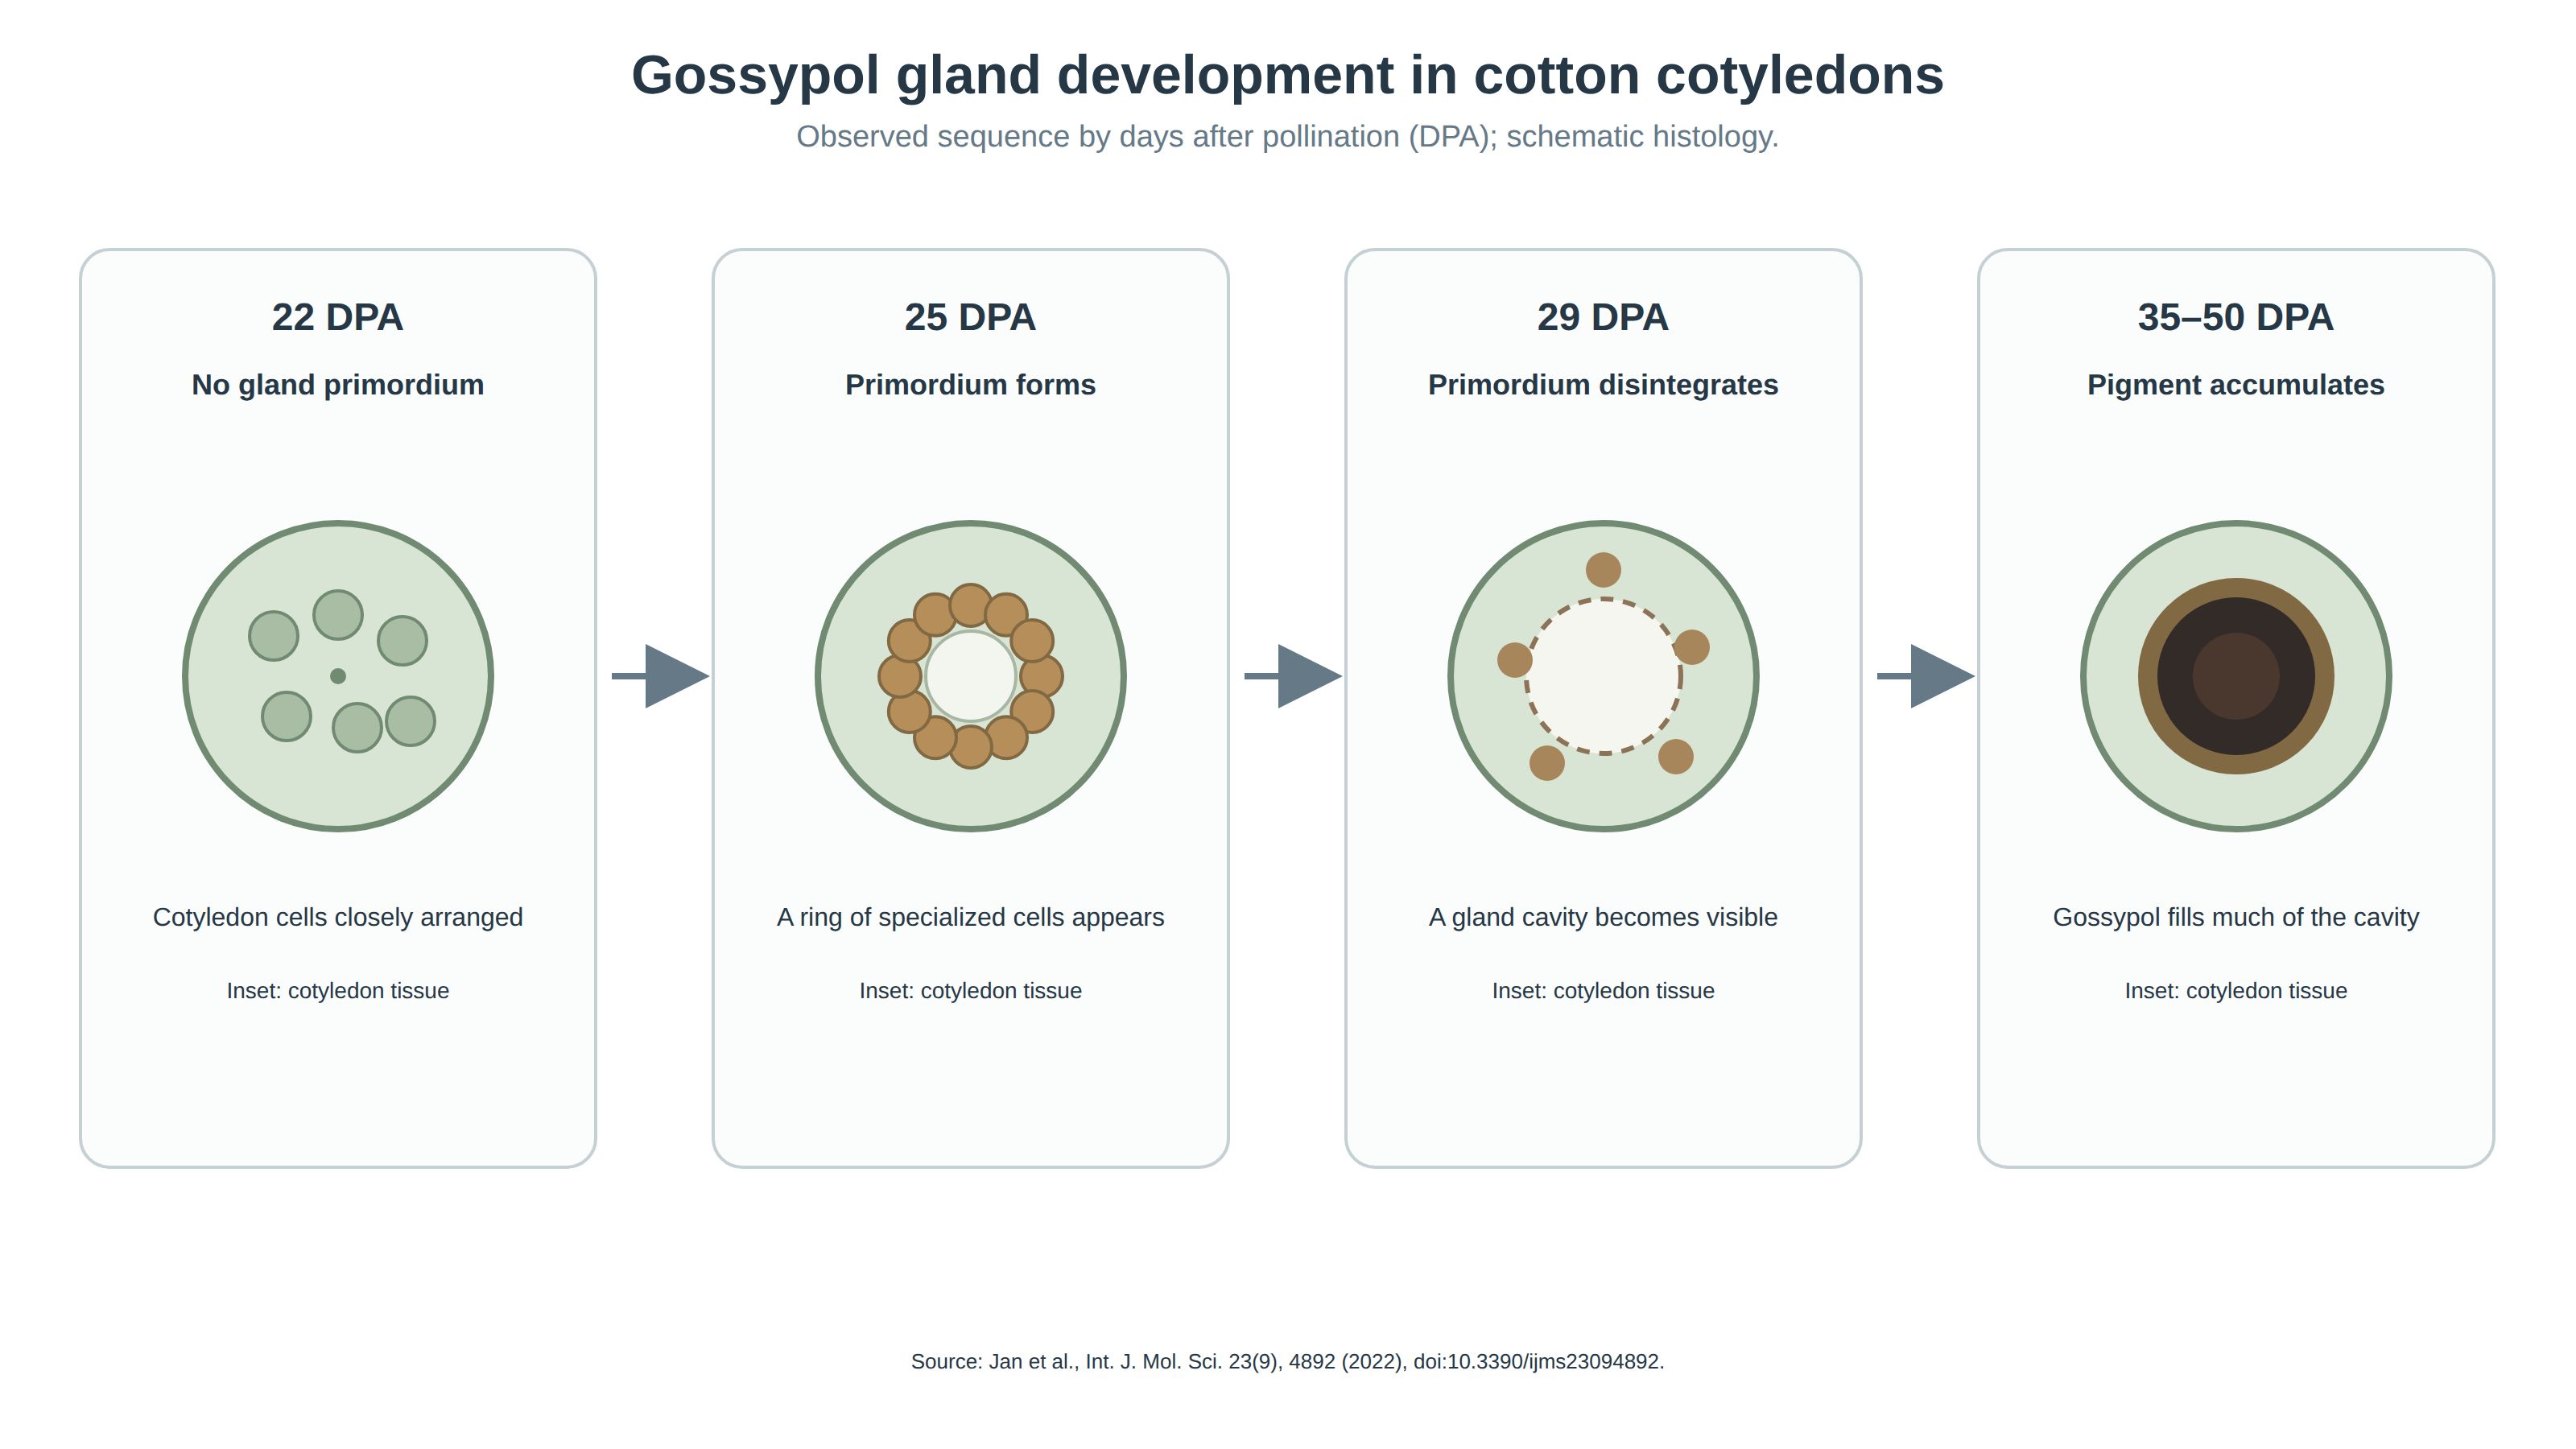 Gossypol gland development in cotton cotyledons
Observed sequence by days after pollination (DPA); schematic histology.
22 DPA
No gland primordium
Cotyledon cells closely arranged
Inset: cotyledon tissue
25 DPA
Primordium forms
A ring of specialized cells appears
Inset: cotyledon tissue
29 DPA
Primordium disintegrates
A gland cavity becomes visible
Inset: cotyledon tissue
35–50 DPA
Pigment accumulates
Gossypol fills much of the cavity
Inset: cotyledon tissue
Source: Jan et al., Int. J. Mol. Sci. 23(9), 4892 (2022), doi:10.3390/ijms23094892.